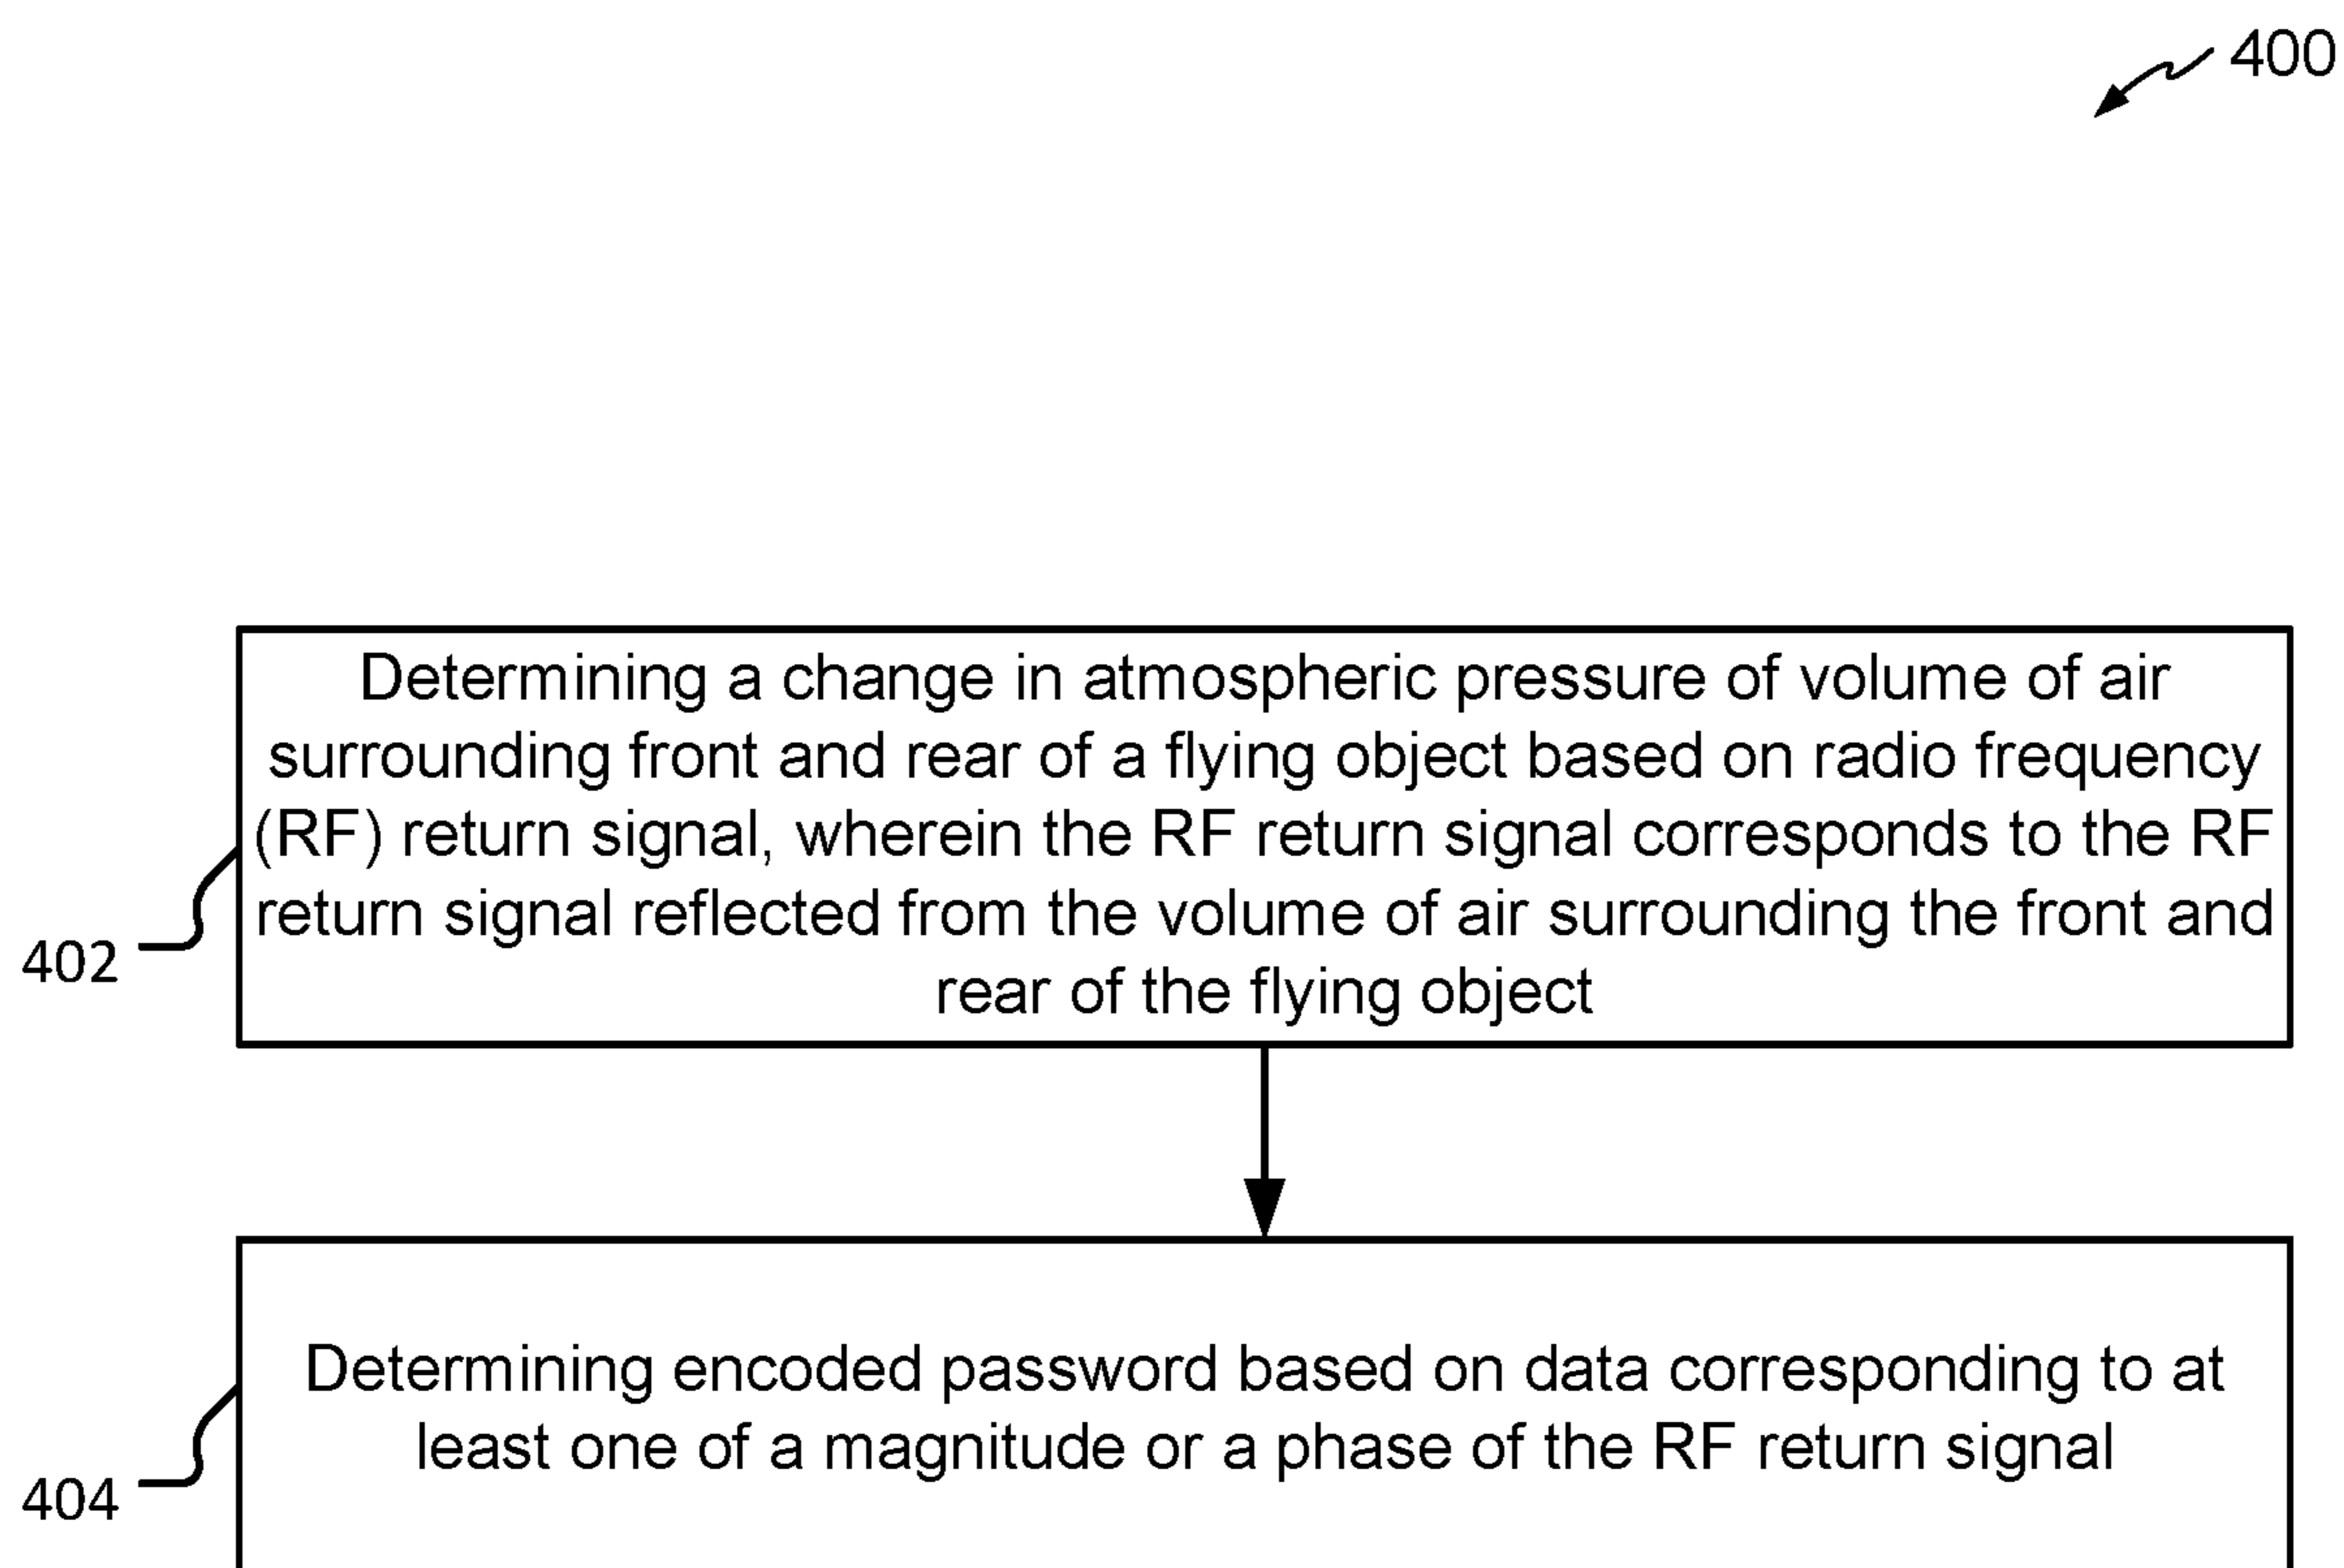 400
Determining a change in atmospheric pressure of volume of air
surrounding front and rear of a flying object based on radio frequency
(RF) return signal, wherein the RF return signal corresponds to the RF
return signal reflected from the volume of air surrounding the front and
rear of the flying object
402
Determining encoded password based on data corresponding to at
least one of a magnitude or a phase of the RF return signal
404